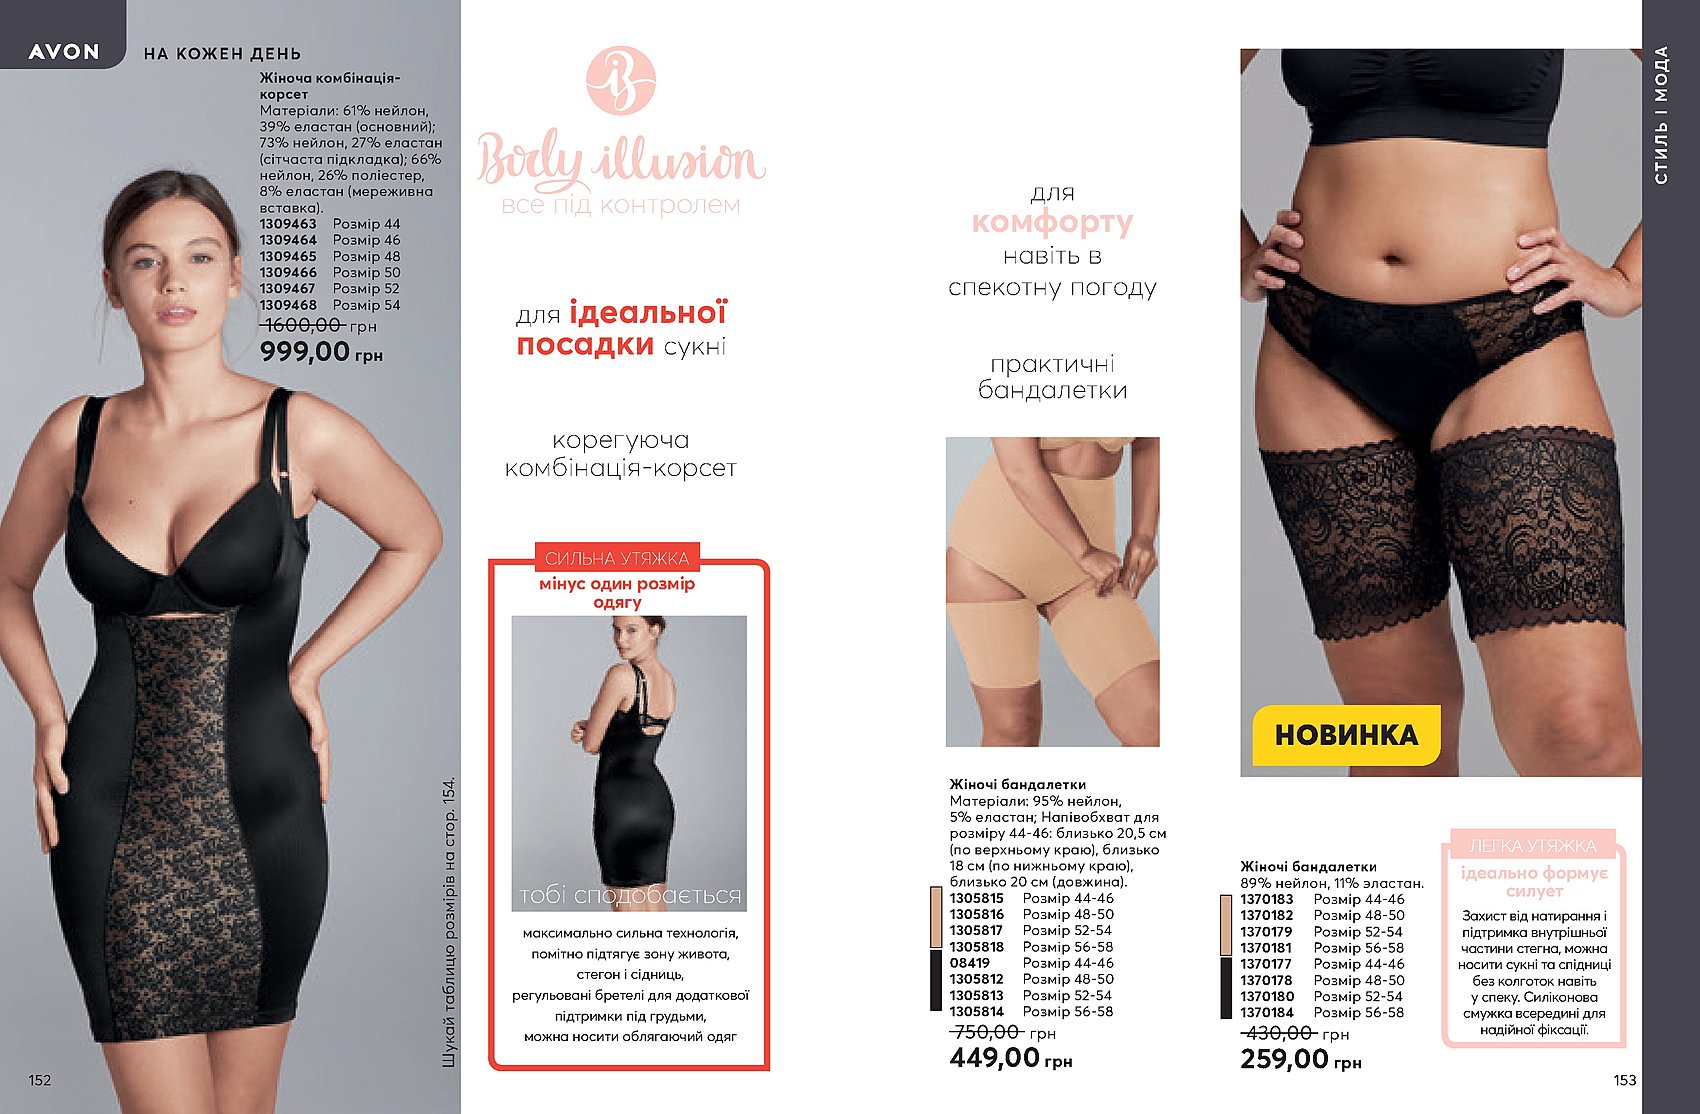 AVON
НА КОЖЕН ДЕНЬ
Жіноча комбінація-
корсет
Матеріали: 61% нейлон,
39% еластан (основний);
73% нейлон, 27% еластан
(сітчаста підкладка); 66%
нейлон, 26% поліестер,
8% еластан (мереживна
вставка).
1309463 Розмір 44
1309464 Розмір 46
1309465 Розмір 48
1309466 Розмір 50
1309467 Розмір 52
1309468 Розмір 54
1600,00 грн
999,00 грн
Шукай таблицю розмірів на стор. 154.
152
Body illusion
все під контролем
для ідеальної
посадки сукні
корегуюча
комбінація-корсет
СИЛЬНА УТЯЖКА
мінус один розмір
одягу
тобі сподобається
максимально сильна технологія,
помітно підтягує зону живота,
стегон і сідниць,
регульовані бретелі для додаткової
підтримки під грудьми,
можна носити облягаючий одяг
для
комфорту
навіть в
спекотну погоду
практичні
бандалетки
Жіночі бандалетки
Матеріали: 95% нейлон,
5% еластан; Напівобхват для
розміру 44-46: близько 20,5 см
(по верхньому краю), близько
18 см (по нижньому краю),
близько 20 см (довжина).
1305815 Розмір 44-46
1305816 Розмір 48-50
1305817 Розмір 52-54
1305818 Розмір 56-58
08419 Розмір 44-46
1305812 Розмір 48-50
1305813 Розмір 52-54
1305814 Розмір 56-58
750,00 грн
449,00 грн
СТИЛЬ І МОДА
НОВИНКА
Жіночі бандалетки
89% нейлон, 11% эластан.
1370183 Розмір 44-46
1370182 Розмір 48-50
1370179 Розмір 52-54
1370181 Розмір 56-58
1370177 Розмір 44-46
1370178 Розмір 48-50
1370180 Розмір 52-54
1370184 Розмір 56-58
430,00 грн
259,00 грн
ЛЕГКА УТЯЖКА
ідеально формує
силует
Захист від натирання і
підтримка внутрішньої
частини стегна, можна
носити сукні та спідниці
без колготок навіть
у спеку. Силіконова
смужка всередині для
надійної фіксації.
153